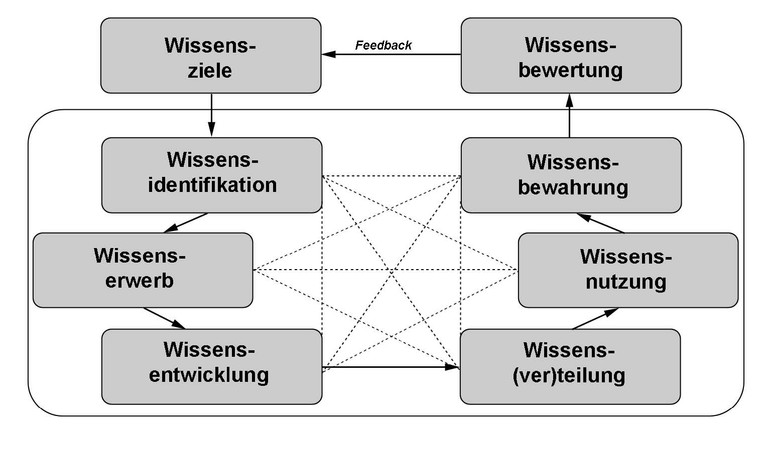 Wissens-
ziele
Feedback
Wissens-
bewertung
Wissens-
identifikation
Wissens-
bewahrung
Wissens-
erwerb
Wissens-
nutzung
Wissens-
entwicklung
Wissens-
(ver)teilung